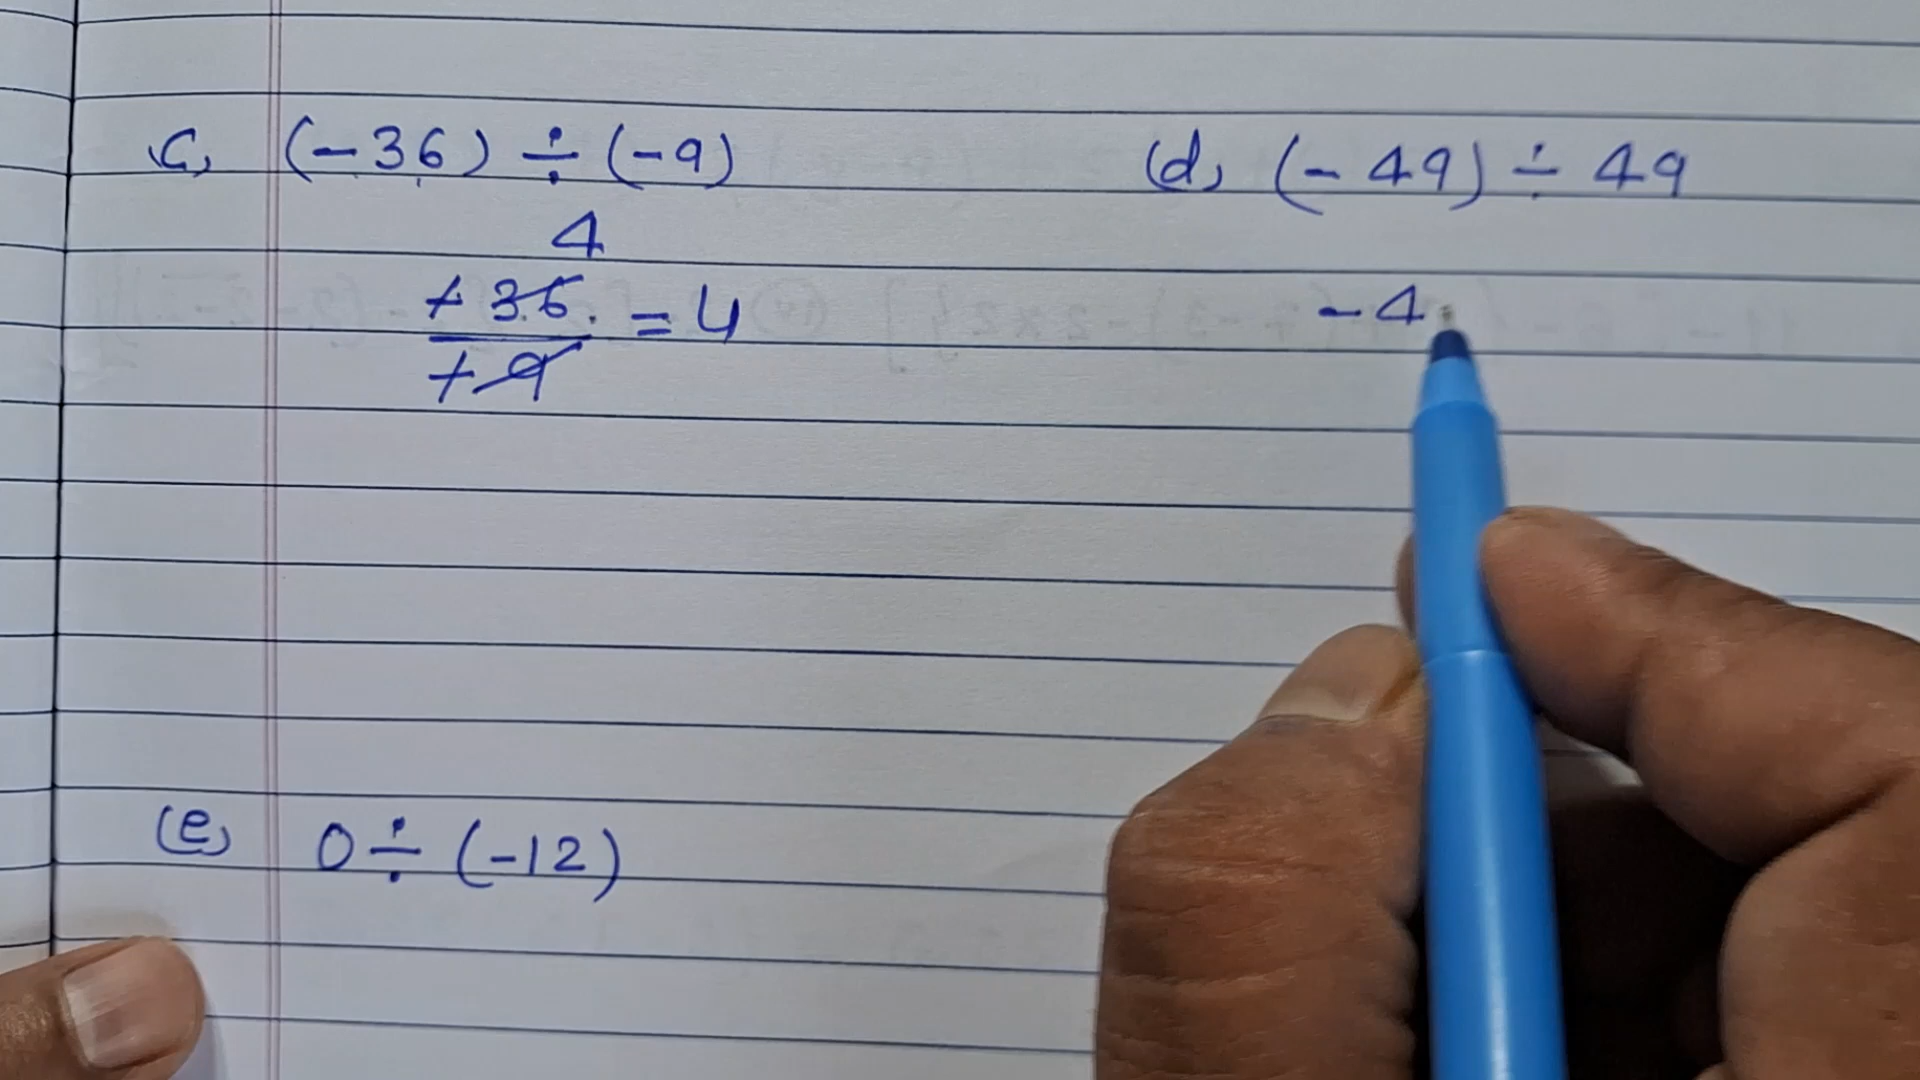 (c) (-36) ÷ (-9)
4
+36
+9
= 4
(d) (- 49) ÷ 49
- 4
(e) 0 ÷ (-12)